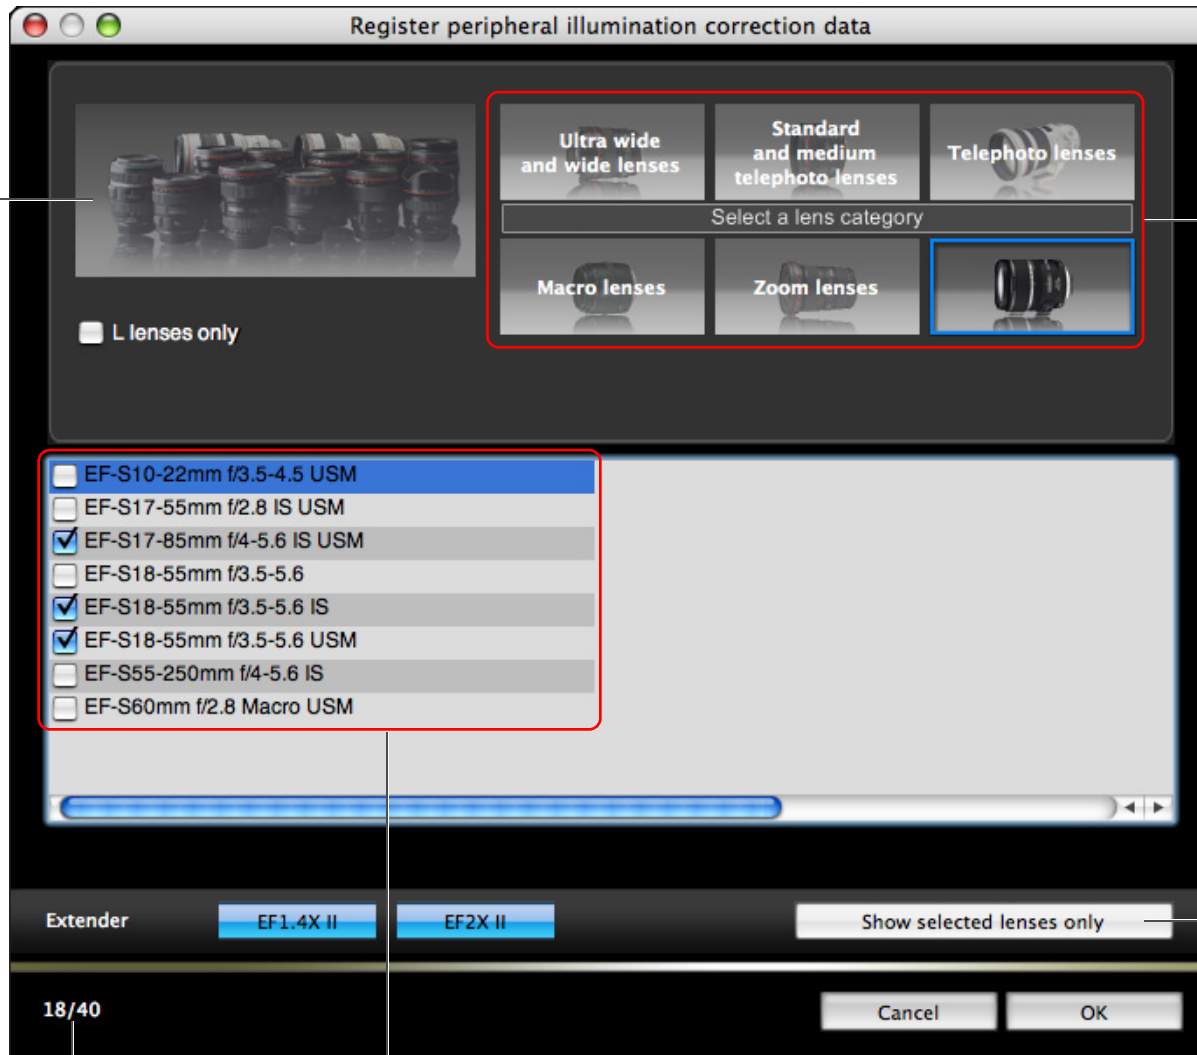 Register peripheral illumination correction data
Ultra wide
and wide lenses
Standard
and medium
telephoto lenses
Telephoto lenses
Select a lens category
Macro lenses
Zoom lenses
L lenses only
EF-S10-22mm f/3.5-4.5 USM
EF-S17-55mm f/2.8 IS USM
EF-S17-85mm f/4-5.6 IS USM
EF-S18-55mm f/3.5-5.6
EF-S18-55mm f/3.5-5.6 IS
EF-S18-55mm f/3.5-5.6 USM
EF-S55-250mm f/4-5.6 IS
EF-S60mm f/2.8 Macro USM
Extender
EF1.4X II
EF2X II
Show selected lenses only
18/40
Cancel
OK